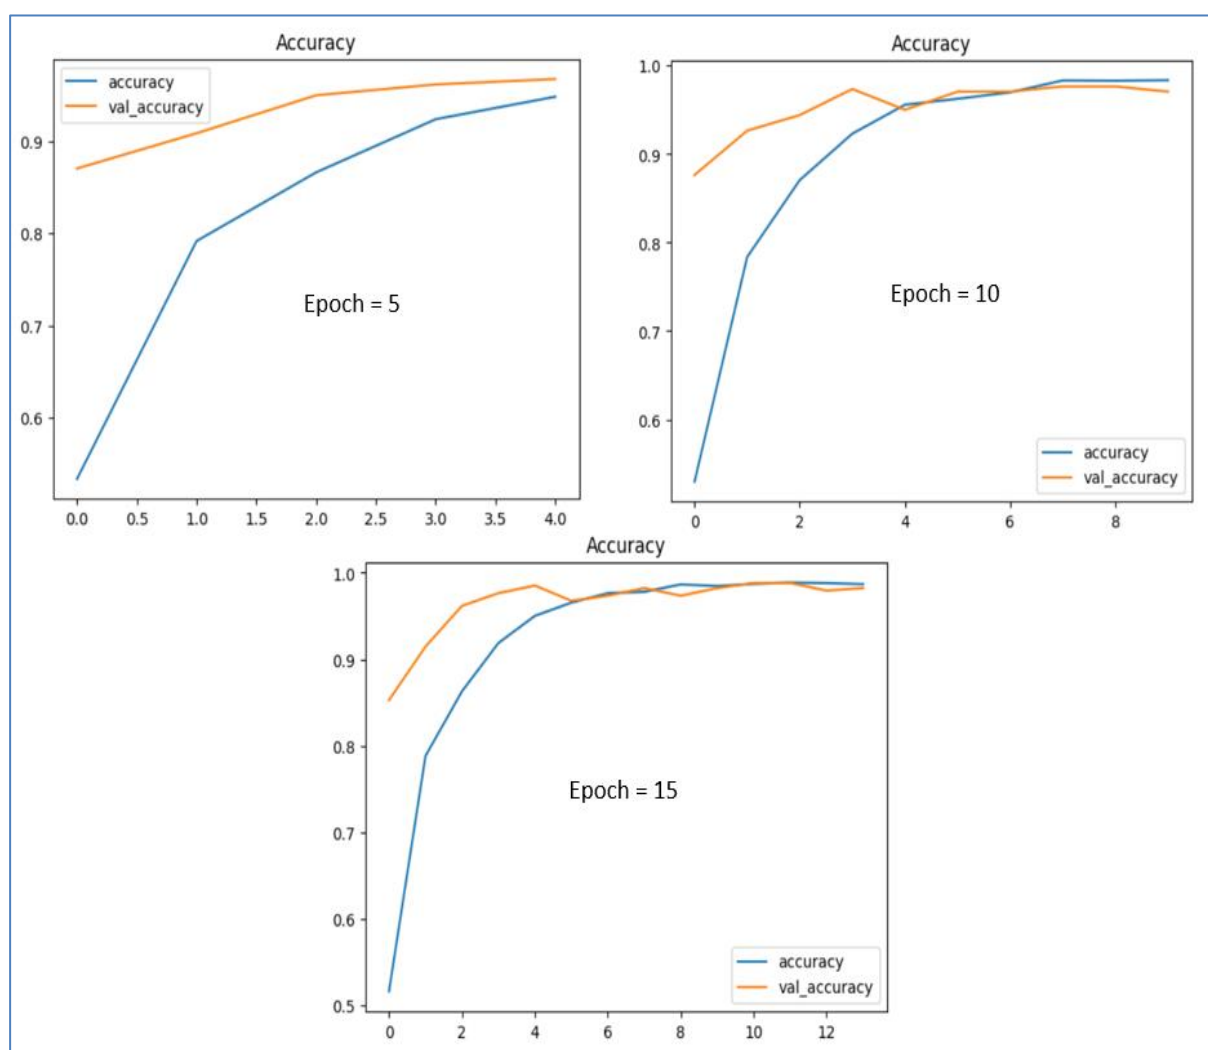 Accuracy
accuracy
val_accuracy
0.9
0.8
0.7
0.6
Epoch = 5
0.0 0.5 1.0 1.5 2.0 2.5 3.0 3.5 4.0
Accuracy
1.0
0.9
0.8
0.7
0.6
Epoch = 10
accuracy
val_accuracy
0 2 4 6 8
Accuracy
1.0
0.9
0.8
0.7
0.6
0.5
Epoch = 15
accuracy
val_accuracy
0 2 4 6 8 10 12